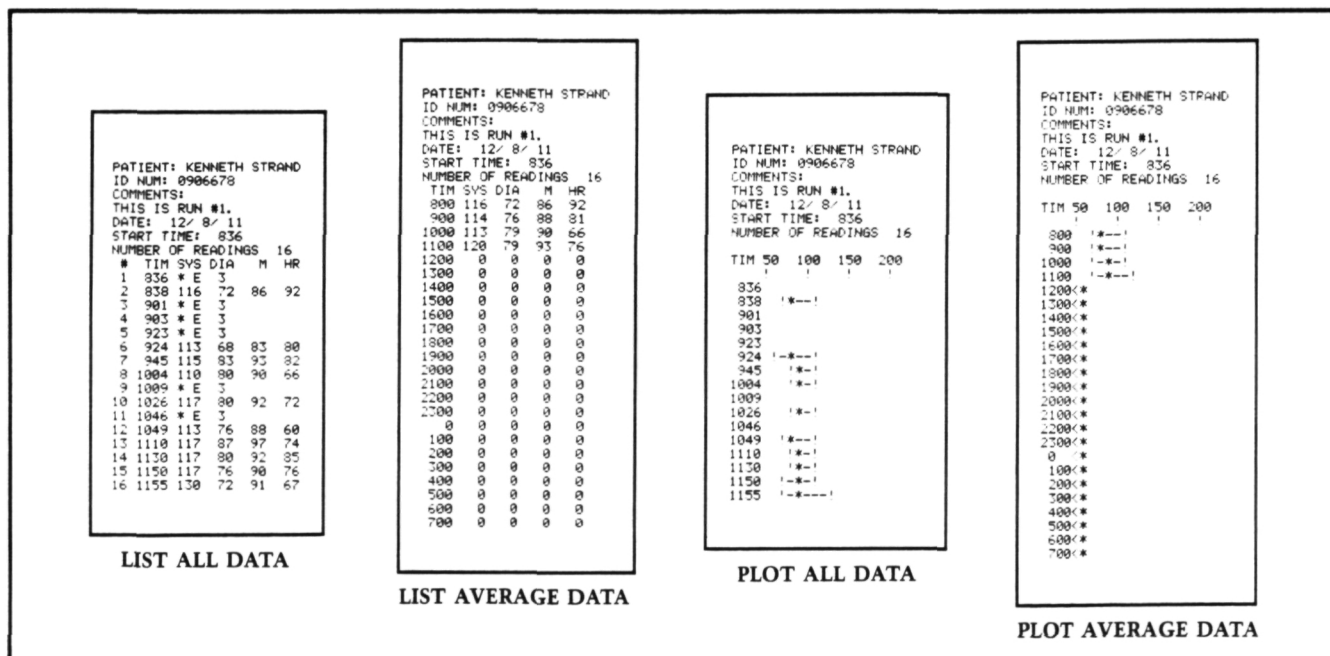 PATIENT: KENNETH STRAND
ID NUM: 0906678
COMMENTS:
THIS IS RUN #1.
DATE: 12/ 8/ 11
START TIME: 836
NUMBER OF READINGS 16
# TIM SYS DIA M HR
1 836 * E 3
2 838 116 72 86 92
3 901 * E 3
4 903 * E 3
5 923 * E 3
6 924 113 68 83 80
7 945 115 83 93 82
8 1004 110 80 90 66
9 1009 * E 3
10 1026 117 80 92 72
11 1046 * E 3
12 1049 113 76 88 60
13 1110 117 87 97 74
14 1130 117 80 92 85
15 1150 117 76 90 76
16 1155 130 72 91 67
LIST ALL DATA
PATIENT: KENNETH STRAND
ID NUM: 0906678
COMMENTS:
THIS IS RUN #1.
DATE: 12/ 8/ 11
START TIME: 836
NUMBER OF READINGS 16
TIM SYS DIA M HR
800 116 72 86 92
900 114 76 88 81
1000 113 79 90 66
1100 120 79 93 76
1200 0 0 0 0
1300 0 0 0 0
1400 0 0 0 0
1500 0 0 0 0
1600 0 0 0 0
1700 0 0 0 0
1800 0 0 0 0
1900 0 0 0 0
2000 0 0 0 0
2100 0 0 0 0
2200 0 0 0 0
2300 0 0 0 0
0 0 0 0 0
100 0 0 0 0
200 0 0 0 0
300 0 0 0 0
400 0 0 0 0
500 0 0 0 0
600 0 0 0 0
700 0 0 0 0
LIST AVERAGE DATA
PATIENT: KENNETH STRAND
ID NUM: 0906678
COMMENTS:
THIS IS RUN #1.
DATE: 12/ 8/ 11
START TIME: 836
NUMBER OF READINGS 16
TIM 50 100 150 200
836
838 !*--!
901
903
923
924 !-*--!
945 !*-!
1004 !*-!
1009
1026 !*-!
1046
1049 !*--!
1110 !*-!
1130 !*-!
1150 !-*-!
1155 !-*---!
PLOT ALL DATA
PATIENT: KENNETH STRAND
ID NUM: 0906678
COMMENTS:
THIS IS RUN #1.
DATE: 12/ 8/ 11
START TIME: 836
NUMBER OF READINGS 16
TIM 50 100 150 200
800 !*--!
900 !*--!
1000 !-*-!
1100 !-*--!
1200<*
1300<*
1400<*
1500<*
1600<*
1700<*
1800<*
1900<*
2000<*
2100<*
2200<*
2300<*
0 <*
100<*
200<*
300<*
400<*
500<*
600<*
700<*
PLOT AVERAGE DATA